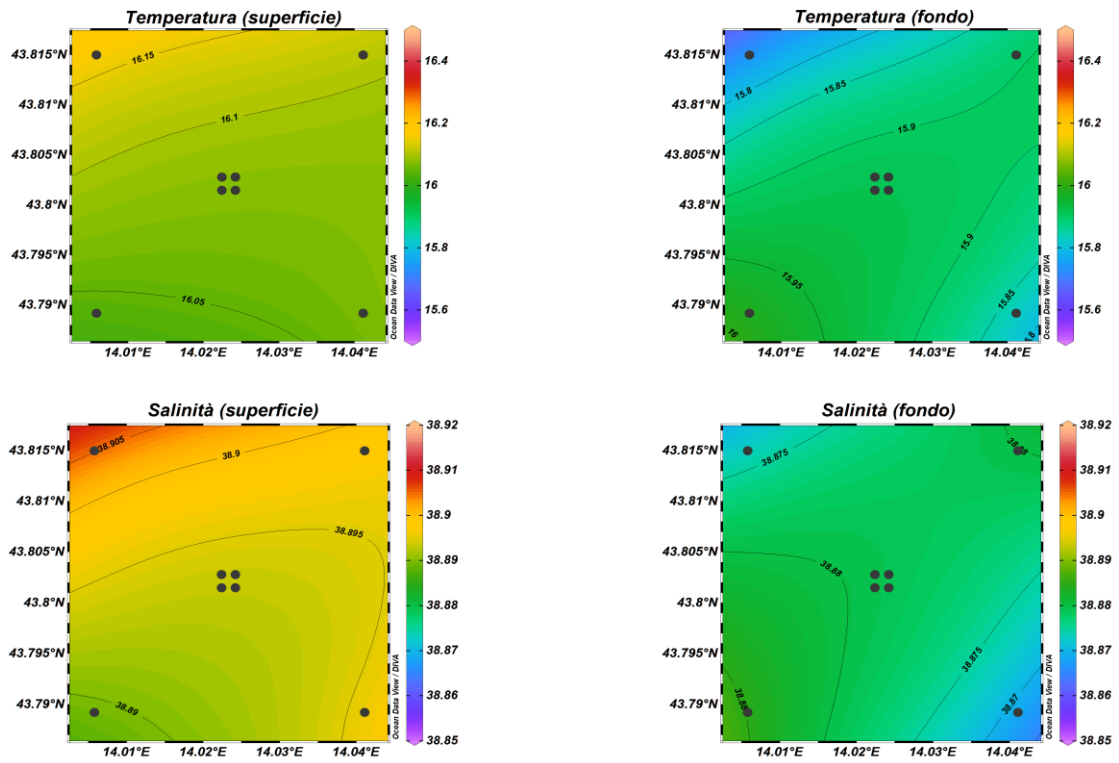 Temperatura (superficie)
43.815°N
43.81°N
43.805°N
43.8°N
43.795°N
43.79°N
16.15
16.1
16.05
14.01°E
14.02°E
14.03°E
14.04°E
Ocean Data View / DIVA
16.4
16.2
16
15.8
15.6
Temperatura (fondo)
43.815°N
43.81°N
43.805°N
43.8°N
43.795°N
43.79°N
15.8
15.85
15.9
15.9
15.95
15.85
16
14.01°E
14.02°E
14.03°E
14.04°E
Ocean Data View / DIVA
16.4
16.2
16
15.8
15.6
Salinità (superficie)
43.815°N
43.81°N
43.805°N
43.8°N
43.795°N
43.79°N
38.905
38.9
38.895
38.89
14.01°E
14.02°E
14.03°E
14.04°E
Ocean Data View / DIVA
38.92
38.91
38.9
38.89
38.88
38.87
38.86
38.85
Salinità (fondo)
43.815°N
43.81°N
43.805°N
43.8°N
43.795°N
43.79°N
38.875
38.88
38.875
38.87
14.01°E
14.02°E
14.03°E
14.04°E
Ocean Data View / DIVA
38.92
38.91
38.9
38.89
38.88
38.87
38.86
38.85